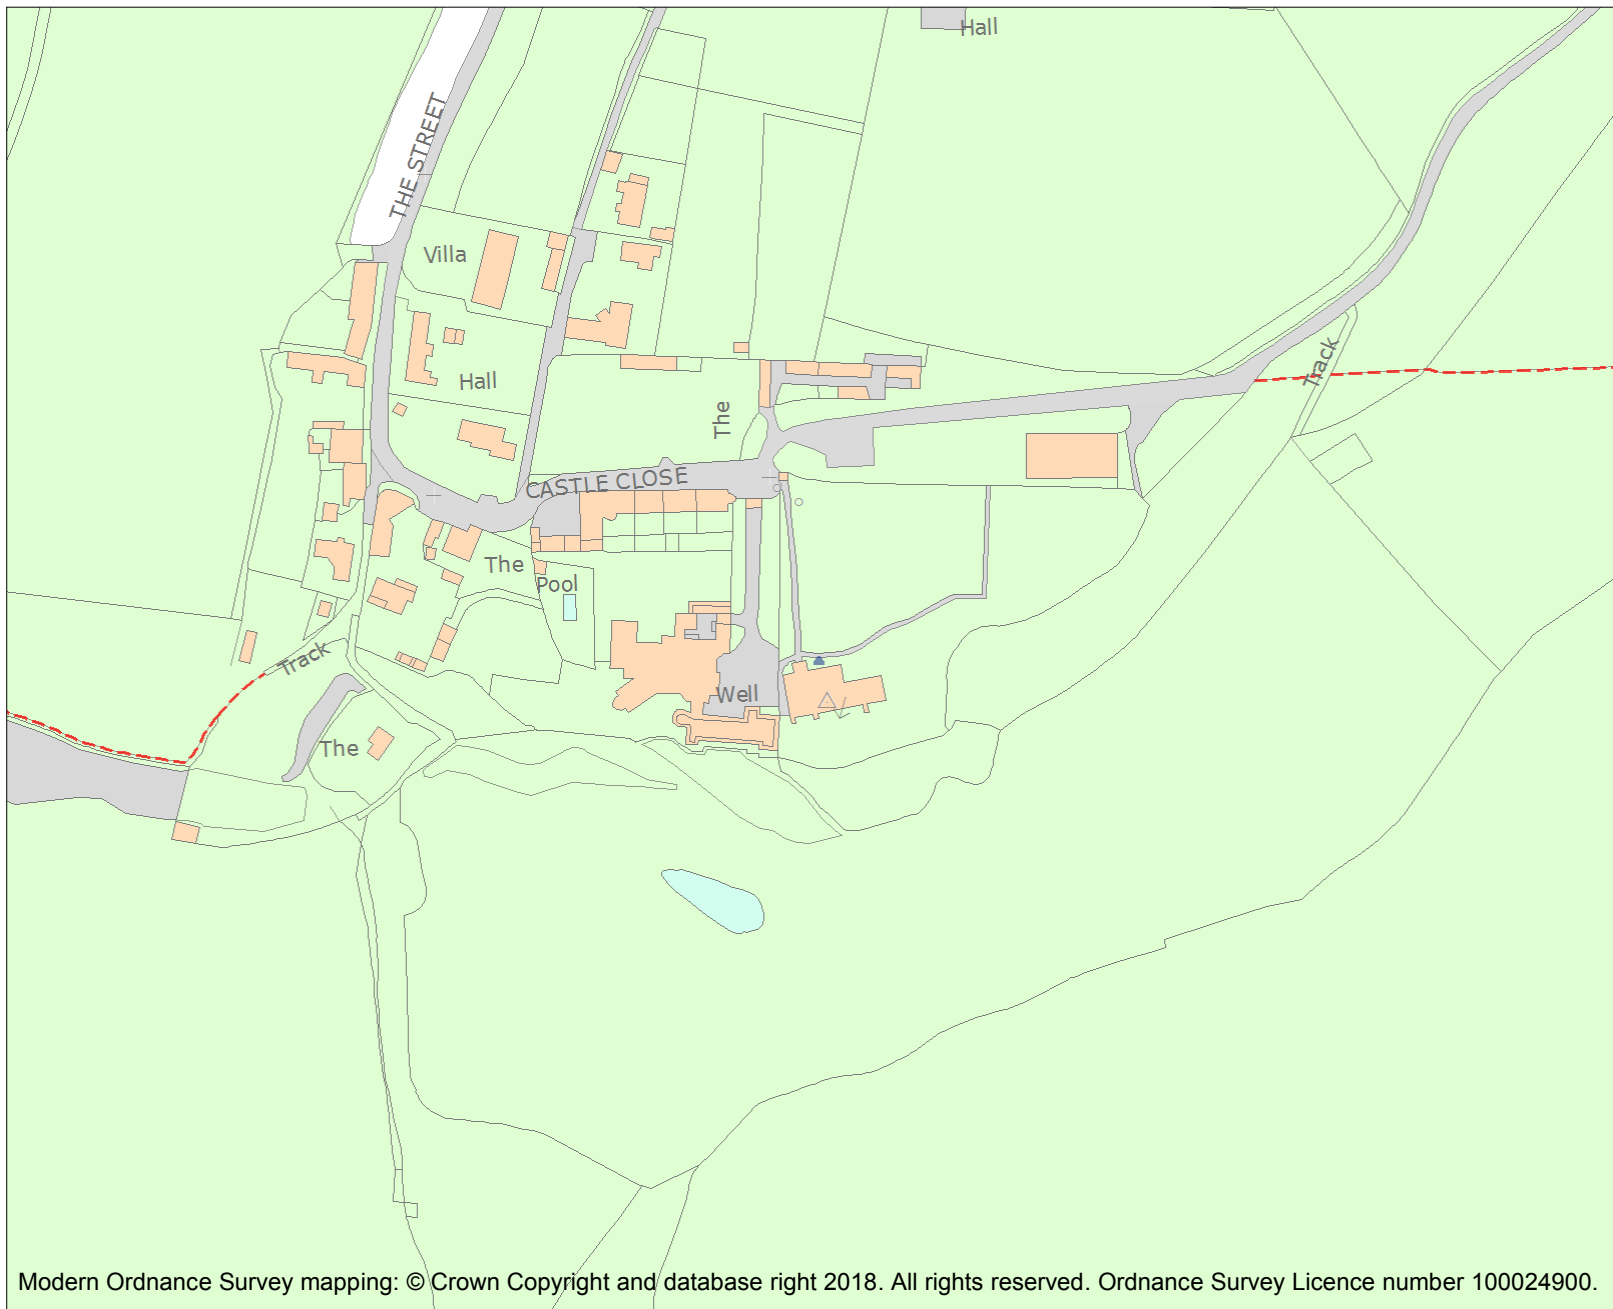 Hall
THE STREET
Villa
Track
Hall
The
CASTLE CLOSE
The
Pool
Track
Well
The
Modern Ordnance Survey mapping: © Crown Copyright and database right 2018. All rights reserved. Ordnance Survey Licence number 100024900.